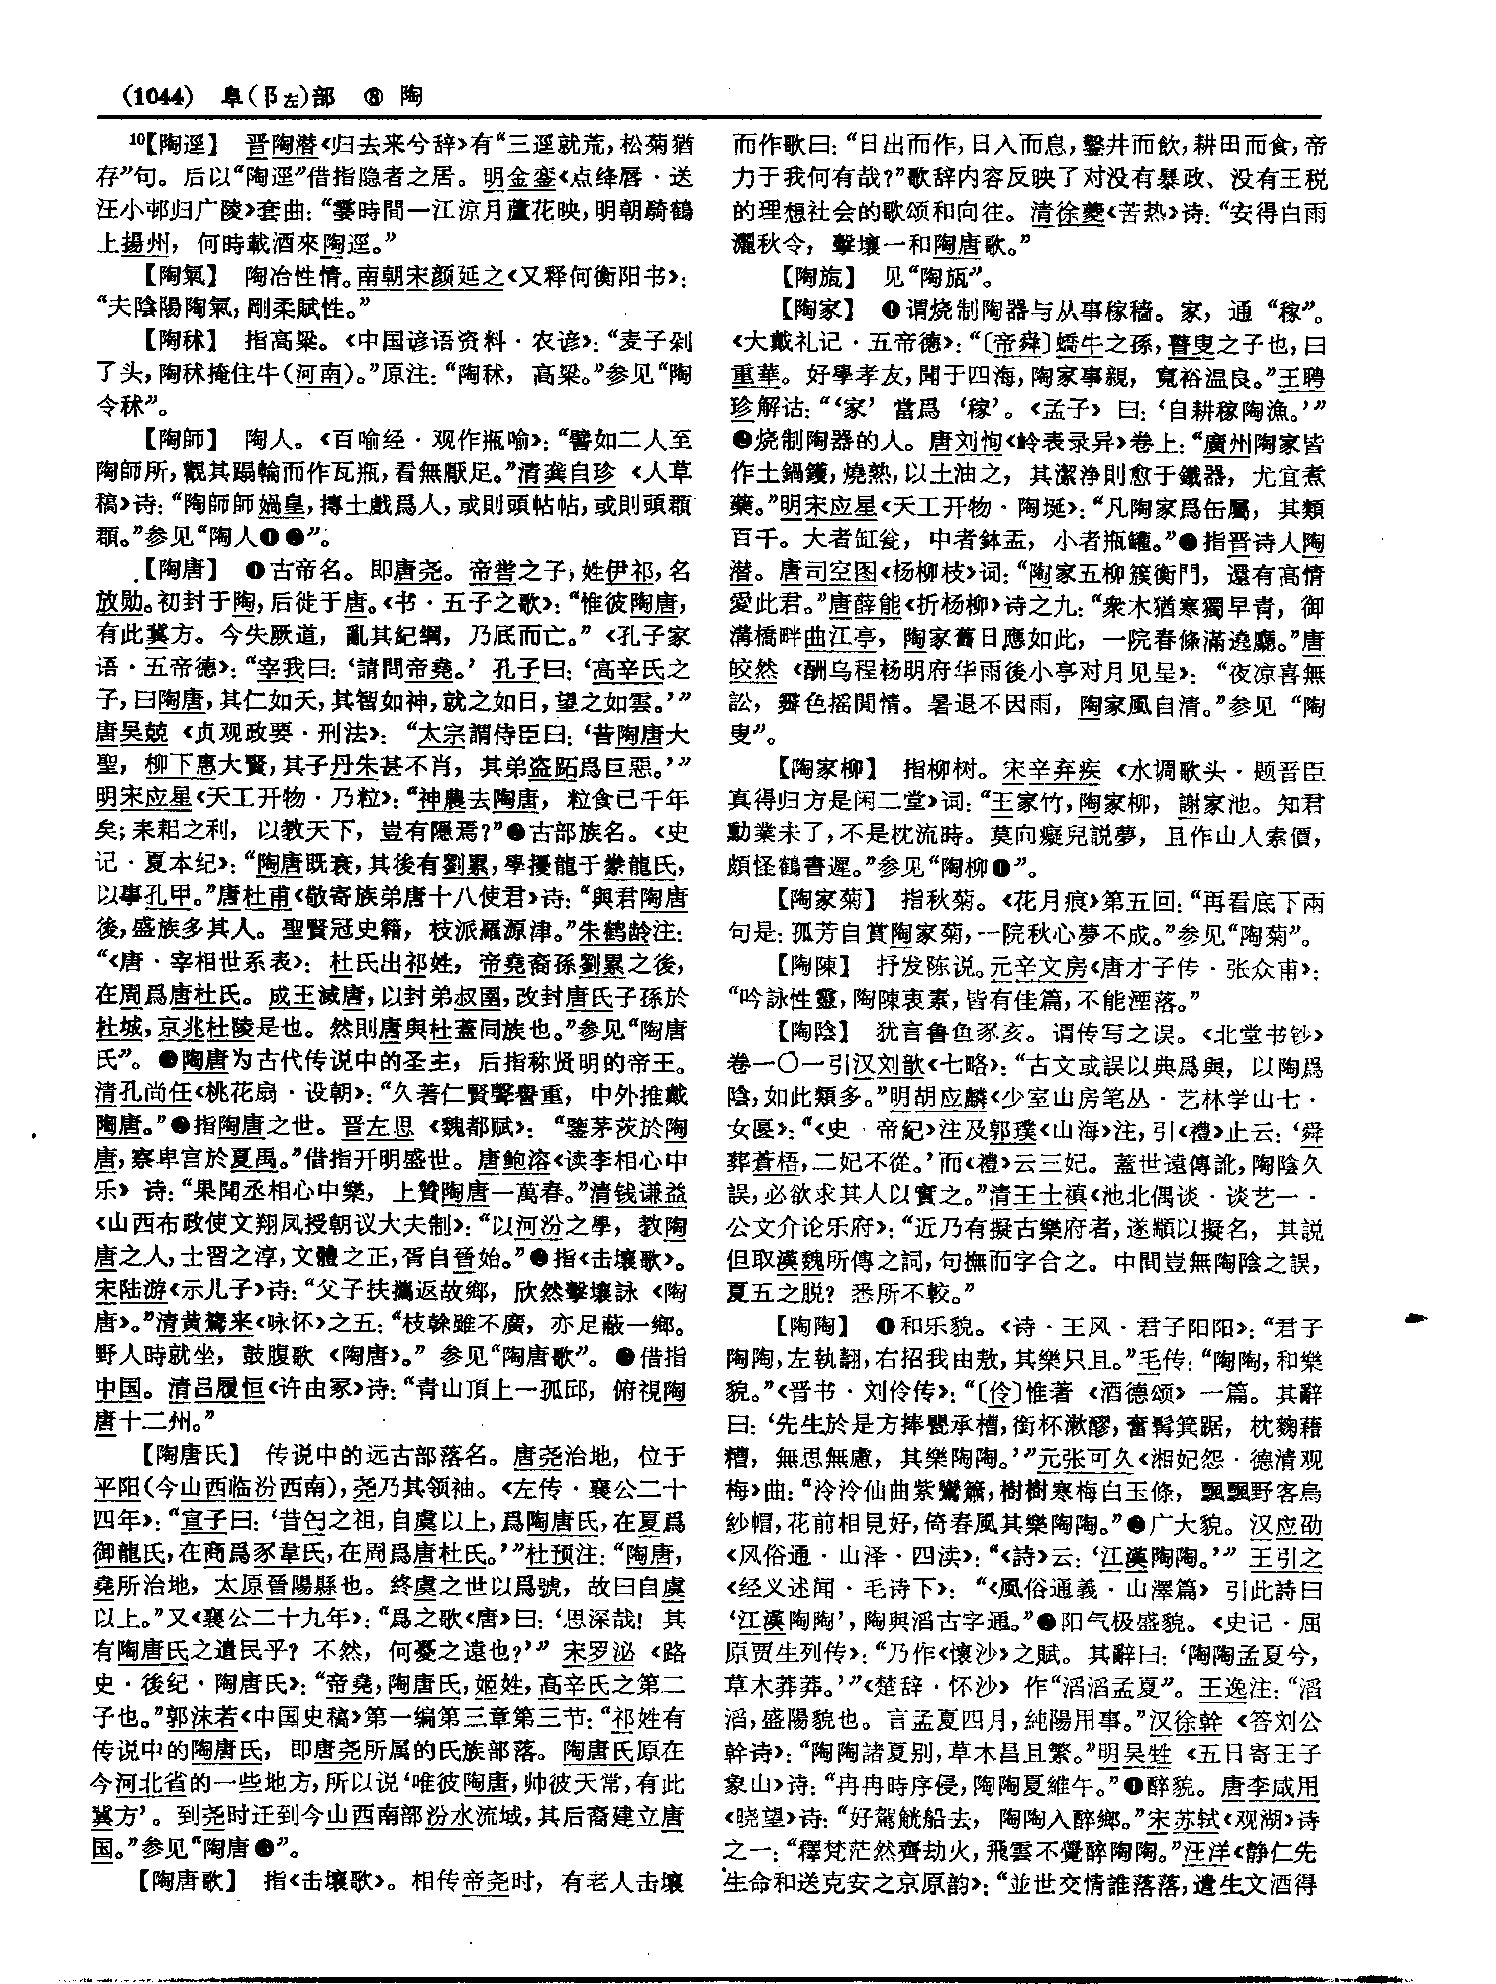 (1044) 阜(阝左)部 ⑧ 陶
10【陶逕】 晋陶潜《归去来兮辞》有“三逕就荒，松菊猶
存”句。后以“陶逕”借指隐者之居。明金銮《点绛唇·送
汪小邨归广陵》套曲：“霎時間一江涼月蘆花映，明朝騎鶴
上揚州，何時載酒來陶逕。”
【陶氣】 陶冶性情。南朝宋颜延之《又释何衡阳书》：
“夫陰陽陶氣，剛柔賦性。”
【陶秫】 指高粱。《中国谚语资料·农谚》：“麦子剁
了头，陶秫掩住牛(河南)。”原注：“陶秫，高梁。”参见“陶
令秫”。
【陶師】 陶人。《百喻经·观作瓶喻》：“譬如二人至
陶師所，觀其蹋輪而作瓦瓶，看無厭足。”清龚自珍《人草
稿》诗：“陶師師媧皇，摶土戲爲人，或則頭帖帖，或則頭顒
顒。”参见“陶人❶❷”。
【陶唐】 ❶古帝名。即唐尧。帝喾之子，姓伊祁，名
放勋。初封于陶，后徙于唐。《书·五子之歌》：“惟彼陶唐，
有此冀方。今失厥道，亂其紀綱，乃厎而亡。”《孔子家
语·五帝德》：“宰我曰：‘請問帝堯。’孔子曰：‘高辛氏之
子，曰陶唐，其仁如天，其智如神，就之如日，望之如雲。’”
唐吴兢《贞观政要·刑法》：“太宗謂侍臣曰：‘昔陶唐大
聖，柳下惠大賢，其子丹朱甚不肖，其弟盗跖爲巨惡。’”
明宋应星《天工开物·乃粒》：“神農去陶唐，粒食已千年
矣；耒耜之利，以教天下，豈有隱焉？”❷古部族名。《史
记·夏本纪》：“陶唐既衰，其後有劉累，學擾龍于豢龍氏，
以事孔甲。”唐杜甫《敬寄族弟唐十八使君》诗：“與君陶唐
後，盛族多其人。聖賢冠史籍，枝派羅源津。”朱鹤龄注：
“《唐·宰相世系表》：杜氏出祁姓，帝堯裔孫劉累之後，
在周爲唐杜氏。成王滅唐，以封弟叔虞，改封唐氏子孫於
杜城，京兆杜陵是也。然則唐與杜蓋同族也。”参见“陶唐
氏”。❸陶唐为古代传说中的圣主，后指称贤明的帝王。
清孔尚任《桃花扇·设朝》：“久著仁賢聲譽重，中外推戴
陶唐。”❹指陶唐之世。晋左思《魏都赋》：“鑒茅茨於陶
唐，察卑宫於夏禹。”借指开明盛世。唐鲍溶《读李相心中
乐》诗：“果聞丞相心中樂，上贊陶唐一萬春。”清钱谦益
《山西布政使文翔凤授朝议大夫制》：“以河汾之學，教陶
唐之人，士習之淳，文體之正，胥自晉始。”❺指《击壤歌》。
宋陆游《示儿子》诗：“父子扶攜返故鄉，欣然擊壤詠《陶
唐》。”清黄鷟来《咏怀》之五：“枝榦雖不廣，亦足蔽一鄉。
野人時就坐，鼓腹歌《陶唐》。”参见“陶唐歌”。❻借指
中国。清吕履恒《许由冢》诗：“青山頂上一孤邱，俯視陶
唐十二州。”
【陶唐氏】 传说中的远古部落名。唐尧治地，位于
平阳(今山西临汾西南)，尧乃其领袖。《左传·襄公二十
四年》：“宣子曰：‘昔匄之祖，自虞以上，爲陶唐氏，在夏爲
御龍氏，在商爲豕韋氏，在周爲唐杜氏。’”杜预注：“陶唐，
堯所治地，太原晉陽縣也。終虞之世以爲號，故曰自虞
以上。”又《襄公二十九年》：“爲之歌《唐》曰：‘思深哉！其
有陶唐氏之遺民乎？不然，何憂之遠也？’”宋罗泌《路
史·後纪·陶唐氏》：“帝堯，陶唐氏，姬姓，高辛氏之第二
子也。”郭沫若《中国史稿》第一编第三章第三节：“祁姓有
传说中的陶唐氏，即唐尧所属的氏族部落。陶唐氏原在
今河北省的一些地方，所以说‘唯彼陶唐，帅彼天常，有此
冀方’。到尧时迁到今山西南部汾水流域，其后裔建立唐
国。”参见“陶唐❷”。
【陶唐歌】 指《击壤歌》。相传帝尧时，有老人击壤
而作歌曰：“日出而作，日入而息，鑿井而飲，耕田而食，帝
力于我何有哉？”歌辞内容反映了对没有暴政、没有王税
的理想社会的歌颂和向往。清徐夔《苦热》诗：“安得白雨
灑秋令，擊壤一和陶唐歌。”
【陶旊】 见“陶瓬”。
【陶家】 ❶谓烧制陶器与从事稼穑。家，通“稼”。
《大戴礼记·五帝德》：“〔帝舜〕蟜牛之孫，瞽叟之子也，曰
重華。好學孝友，聞于四海，陶家事親，寬裕温良。”王聘
珍解诂：“‘家’當爲‘稼’。《孟子》曰：‘自耕稼陶漁。’”
❷烧制陶器的人。唐刘恂《岭表录异》卷上：“廣州陶家皆
作土鍋鑊，燒熟，以土油之，其潔净則愈于鐵器，尤宜煮
藥。”明宋应星《天工开物·陶埏》：“凡陶家爲缶屬，其類
百千。大者缸瓮，中者鉢盂，小者瓶罐。”❸指晋诗人陶
潜。唐司空图《杨柳枝》词：“陶家五柳簇衡門，還有高情
愛此君。”唐薛能《折杨柳》诗之九：“衆木猶寒獨早青，御
溝橋畔曲江亭，陶家舊日應如此，一院春條滿遶廳。”唐
皎然《酬乌程杨明府华雨後小亭对月见呈》：“夜凉喜無
訟，霽色摇閒情。暑退不因雨，陶家風自清。”参见“陶
叟”。
【陶家柳】 指柳树。宋辛弃疾《水调歌头·题晋臣
真得归方是闲二堂》词：“王家竹，陶家柳，謝家池。知君
勳業未了，不是枕流時。莫向癡兒説夢，且作山人索價，
頗怪鶴書遲。”参见“陶柳❶”。
【陶家菊】 指秋菊。《花月痕》第五回：“再看底下兩
句是：孤芳自賞陶家菊，一院秋心夢不成。”参见“陶菊”。
【陶陳】 抒发陈说。元辛文房《唐才子传·张众甫》：
“吟詠性靈，陶陳衷素，皆有佳篇，不能湮落。”
【陶陰】 犹言鲁鱼豕亥。谓传写之误。《北堂书钞》
卷一〇一引汉刘歆《七略》：“古文或誤以典爲與，以陶爲
陰，如此類多。”明胡应麟《少室山房笔丛·艺林学山七·
女匽》：“《史·帝紀》注及郭璞《山海》注，引《禮》止云：‘舜
葬蒼梧，二妃不從。’而《禮》云三妃。蓋世遠傳訛，陶陰久
誤，必欲求其人以實之。”清王士禛《池北偶谈·谈艺一·
公文介论乐府》：“近乃有擬古樂府者，遂顓以擬名，其説
但取漢魏所傳之詞，句撫而字合之。中間豈無陶陰之誤，
夏五之脱？悉所不較。”
【陶陶】 ❶和乐貌。《诗·王风·君子阳阳》：“君子
陶陶，左執翿，右招我由敖，其樂只且。”毛传：“陶陶，和樂
貌。”《晋书·刘伶传》：“〔伶〕惟著《酒德颂》一篇。其辭
曰：‘先生於是方捧甖承槽，銜杯漱醪，奮髯箕踞，枕麴藉
糟，無思無慮，其樂陶陶。’”元张可久《湘妃怨·德清观
梅》曲：“泠泠仙曲紫鸞簫，樹樹寒梅白玉條，飄飄野客烏
紗帽，花前相見好，倚春風其樂陶陶。”❷广大貌。汉应劭
《风俗通·山泽·四渎》：“《詩》云：‘江漢陶陶。’”王引之
《经义述闻·毛诗下》：“《風俗通義·山澤篇》引此詩曰
‘江漢陶陶’，陶與滔古字通。”❸阳气极盛貌。《史记·屈
原贾生列传》：“乃作《懷沙》之賦。其辭曰：‘陶陶孟夏兮，
草木莽莽。’”《楚辞·怀沙》作“滔滔孟夏”。王逸注：“滔
滔，盛陽貌也。言孟夏四月，純陽用事。”汉徐幹《答刘公
幹诗》：“陶陶諸夏别，草木昌且繁。”明吴甡《五日寄王子
象山》诗：“冉冉時序侵，陶陶夏維午。”❹醉貌。唐李咸用
《晓望》诗：“好駕觥船去，陶陶入醉鄉。”宋苏轼《观湖》诗
之一：“釋梵茫然齊劫火，飛雲不覺醉陶陶。”汪洋《静仁先
生命和送克安之京原韵》：“並世交情誰落落，遣生文酒得